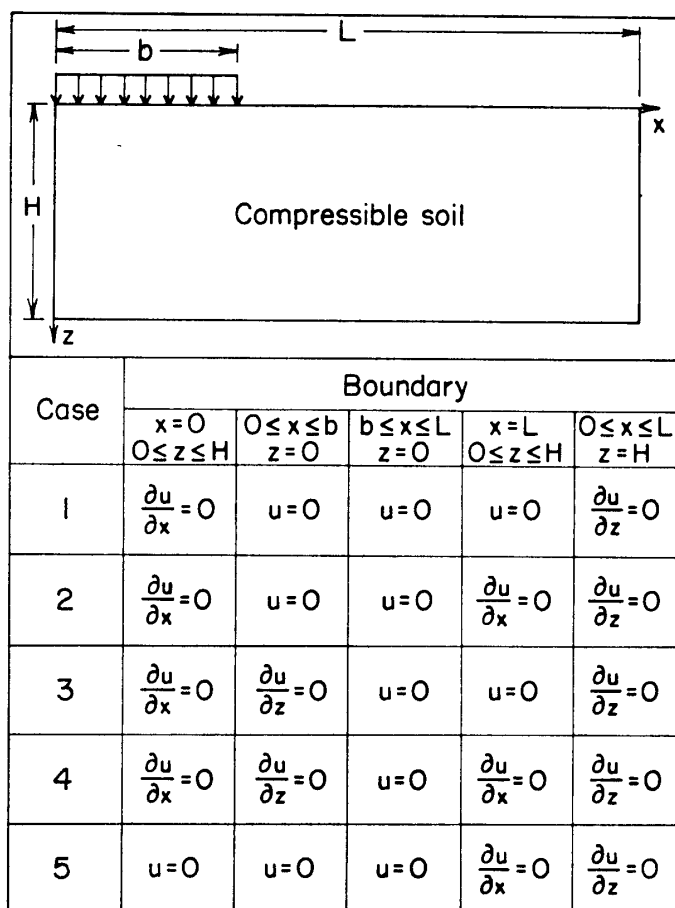 L
b
x
H
Compressible soil
z
Case
Boundary
x=0
0≤z≤H
0≤x≤b
z=0
b≤x≤L
z=0
x=L
0≤z≤H
0≤x≤L
z=H
1 ∂u/∂x=0 u=0 u=0 u=0 ∂u/∂z=0
2 ∂u/∂x=0 u=0 u=0 ∂u/∂x=0 ∂u/∂z=0
3 ∂u/∂x=0 ∂u/∂z=0 u=0 u=0 ∂u/∂z=0
4 ∂u/∂x=0 ∂u/∂z=0 u=0 ∂u/∂x=0 ∂u/∂z=0
5 u=0 u=0 u=0 ∂u/∂x=0 ∂u/∂z=0